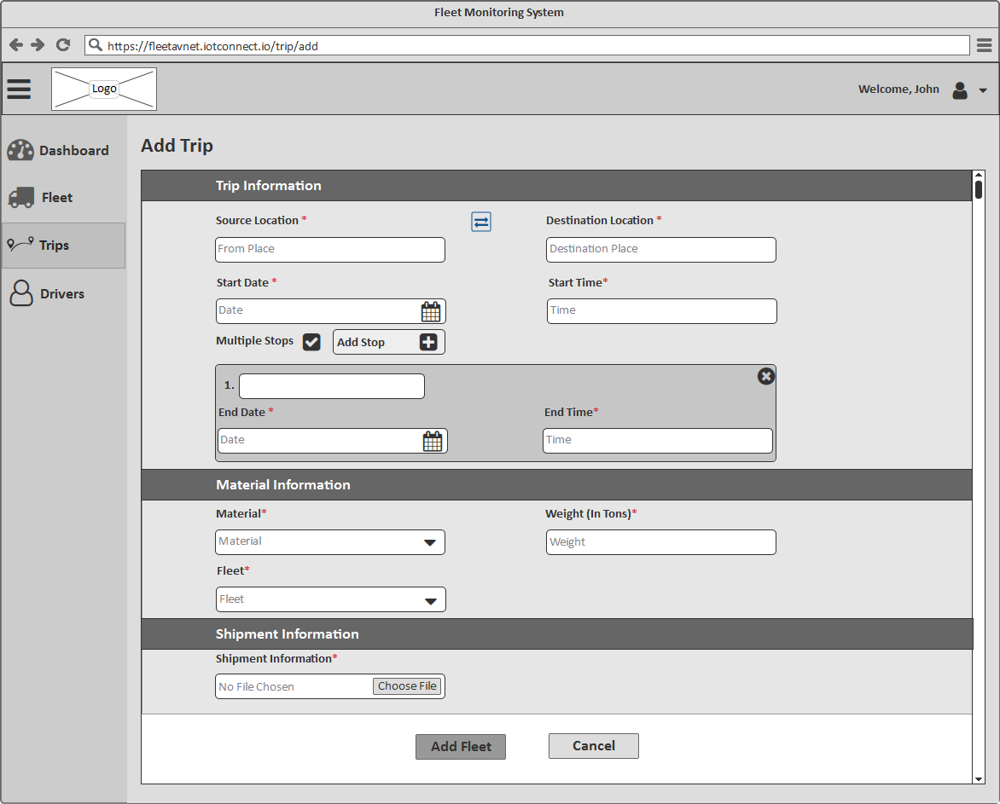 Fleet Monitoring System
https://fleetavnet.iotconnect.io/trip/add
Logo
Welcome, John
Dashboard
Fleet
Trips
Drivers
Add Trip
Trip Information
Source Location *
Destination Location *
From Place
Destination Place
Start Date *
Start Time*
Date
Time
Multiple Stops
Add Stop
1.
End Date *
End Time*
Date
Time
Material Information
Material*
Weight (In Tons)*
Material
Weight
Fleet*
Fleet
Shipment Information
Shipment Information*
No File Chosen
Choose File
Add Fleet
Cancel